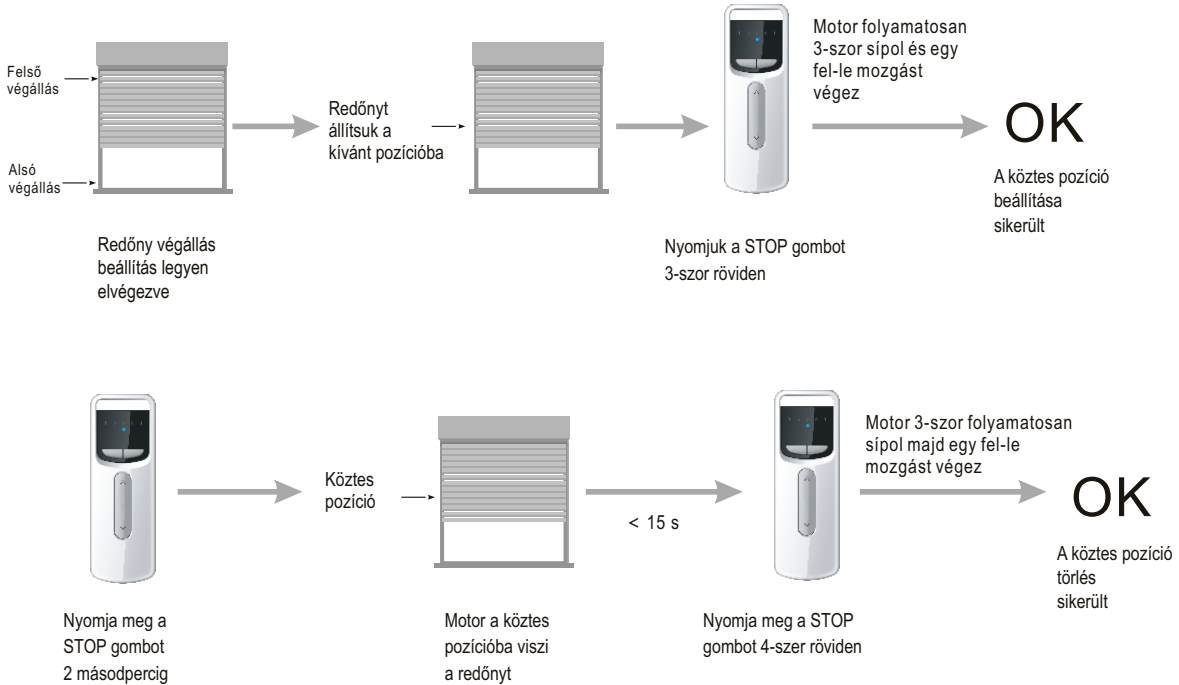 Felső
végállás
Alsó
végállás
Redőny végállás
beállítás legyen
elvégezve
Redőnyt
állítsuk a
kívánt pozícióba
Nyomjuk a STOP gombot
3-szor röviden
Motor folyamatosan
3-szor sípol és egy
fel-le mozgást
végez
OK
A köztes pozíció
beállítása
sikerült
Nyomja meg a
STOP gombot
2 másodpercig
Köztes
pozíció
Motor a köztes
pozícióba viszi
a redőnyt
< 15 s
Nyomja meg a STOP
gombot 4-szer röviden
Motor 3-szor folyamatosan
sípol majd egy fel-le
mozgást végez
OK
A köztes pozíció
törlés
sikerült